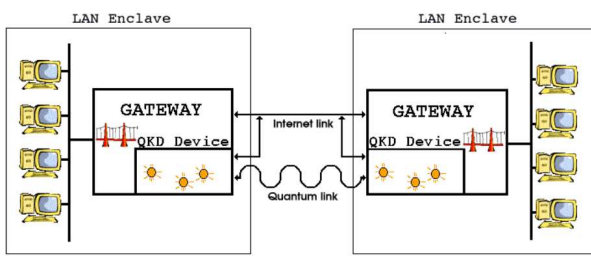 LAN Enclave
LAN Enclave
GATEWAY
QKD Device
Internet link
Quantum link
GATEWAY
QKD Device